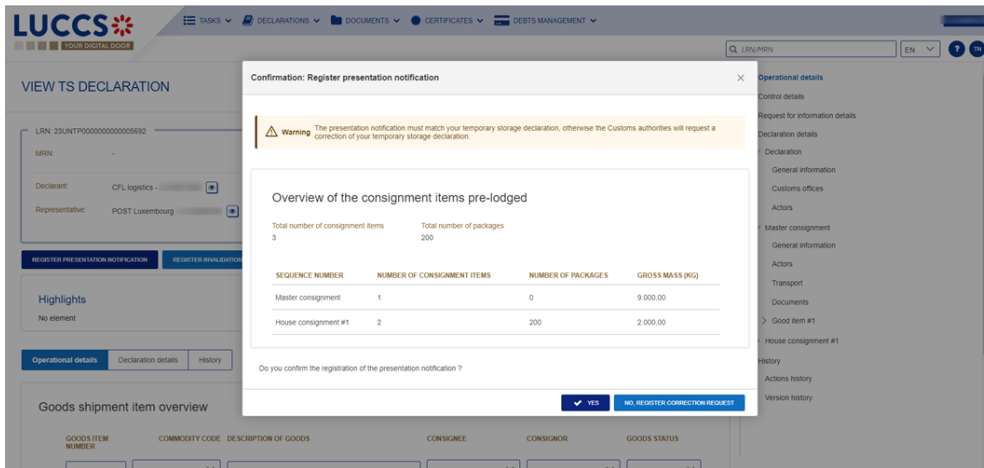 LUCCS
YOUR DIGITAL DOOR
TASKS
DECLARATIONS
DOCUMENTS
CERTIFICATES
DEBTS MANAGEMENT
LRN/MRN
EN
?
TN
VIEW TS DECLARATION
LRN: 23UNTP0000000000005692
MRN: -
Declarant: CFL logistics -
Representative: POST Luxembourg
REGISTER PRESENTATION NOTIFICATION
REGISTER INVALIDATION
Highlights
No element
Operational details
Declaration details
History
Goods shipment item overview
GOODS ITEM NUMBER
COMMODITY CODE
DESCRIPTION OF GOODS
CONSIGNEE
CONSIGNOR
GOODS STATUS
Confirmation: Register presentation notification
Warning The presentation notification must match your temporary storage declaration, otherwise the Customs authorities will request a
correction of your temporary storage declaration.
Overview of the consignment items pre-lodged
Total number of consignment items Total number of packages
3 200
SEQUENCE NUMBER NUMBER OF CONSIGNMENT ITEMS NUMBER OF PACKAGES GROSS MASS (KG)
Master consignment 1 0 9.000,00
House consignment #1 2 200 2.000,00
Do you confirm the registration of the presentation notification ?
YES
NO, REGISTER CORRECTION REQUEST
Operational details
Control details
Request for information details
Declaration details
Declaration
General information
Customs offices
Actors
Master consignment
General information
Actors
Transport
Documents
Good item #1
House consignment #1
History
Actions history
Version history